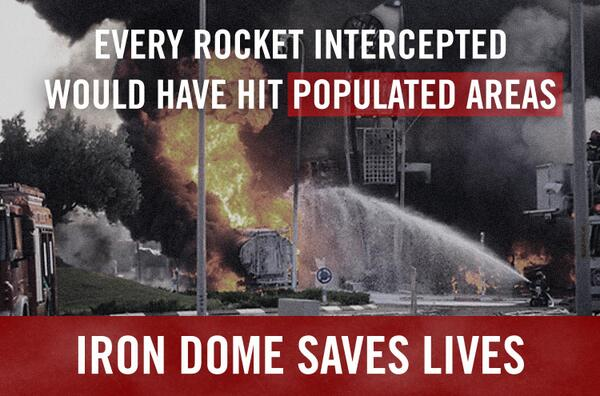 EVERY ROCKET INTERCEPTED
WOULD HAVE HIT POPULATED AREAS
IRON DOME SAVES LIVES